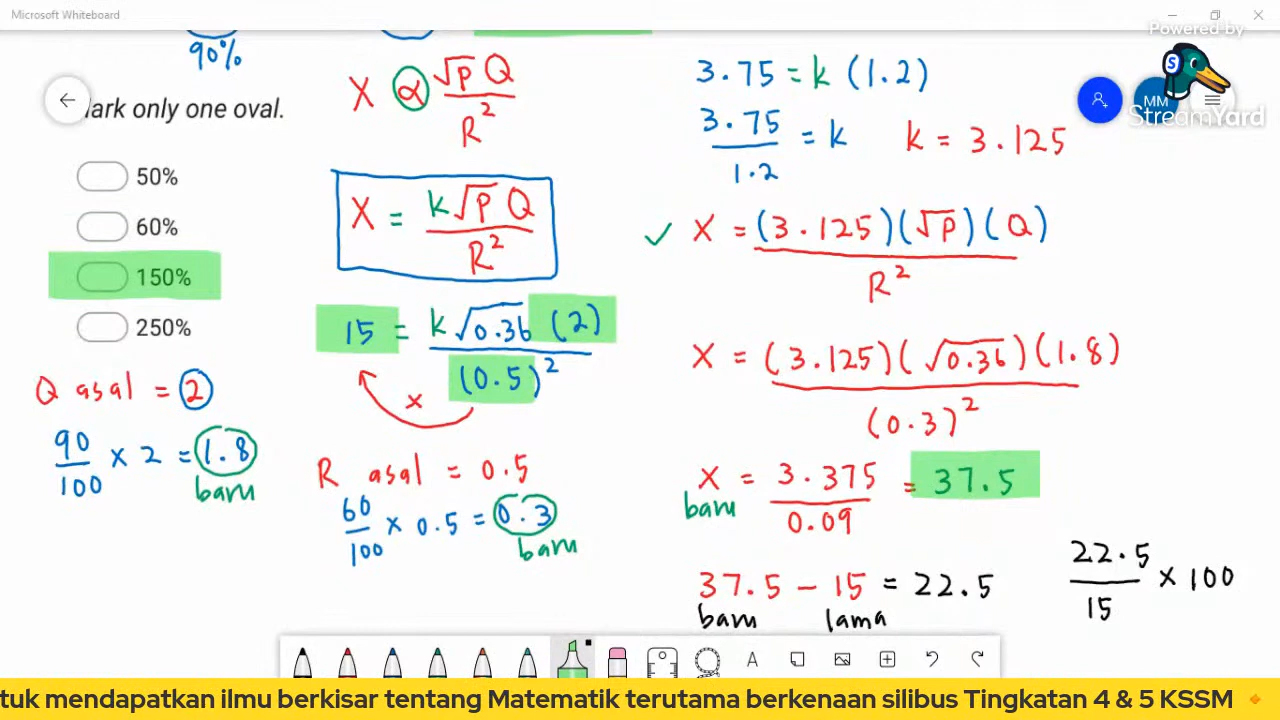 Microsoft Whiteboard
Powered by
StreamYard
MM
90%
ark only one oval.
50%
60%
150%
250%
Q asal = 2
90/100 × 2 = 1.8
baru
X α √P Q / R²
X = k√P Q / R²
15 = k√0.36 (2) / (0.5)²
×
R asal = 0.5
60/100 × 0.5 = 0.3
baru
3.75 = k (1.2)
3.75/1.2 = k k = 3.125
✓ X = (3.125)(√P)(Q) / R²
X = (3.125)(√0.36)(1.8) / (0.3)²
X = 3.375/0.09 = 37.5
baru
37.5 − 15 = 22.5
baru lama
22.5/15 × 100
A
tuk mendapatkan ilmu berkisar tentang Matematik terutama berkenaan silibus Tingkatan 4 & 5 KSSM